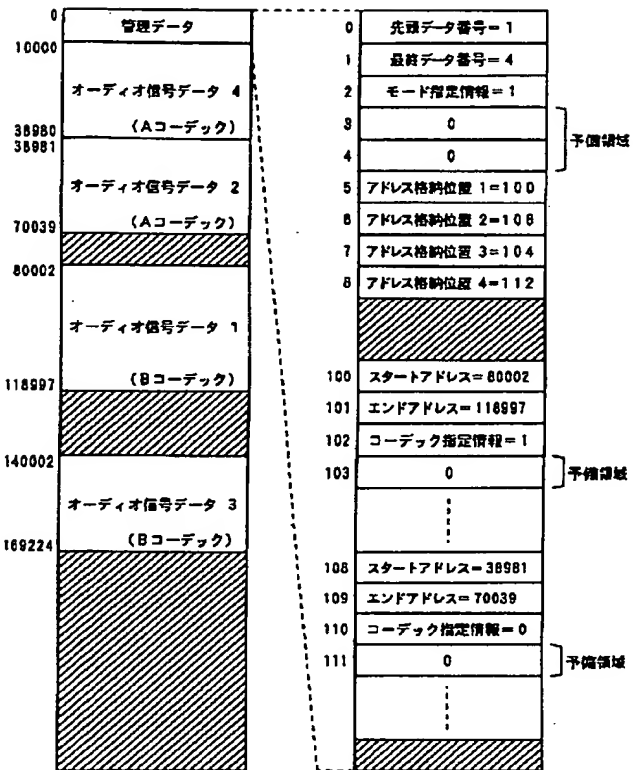 0
管理データ
10000
オーディオ信号データ 4
(Aコーデック)
38980
38981
オーディオ信号データ 2
(Aコーデック)
70039
80002
オーディオ信号データ 1
(Bコーデック)
118997
140002
オーディオ信号データ 3
(Bコーデック)
169224
0 先頭データ番号=1
1 最終データ番号=4
2 モード指定情報=1
3 0
4 0
予備領域
5 アドレス格納位置 1=100
6 アドレス格納位置 2=108
7 アドレス格納位置 3=104
8 アドレス格納位置 4=112
100 スタートアドレス=80002
101 エンドアドレス=118997
102 コーデック指定情報=1
103 0 予備領域
108 スタートアドレス=38981
109 エンドアドレス=70039
110 コーデック指定情報=0
111 0 予備領域